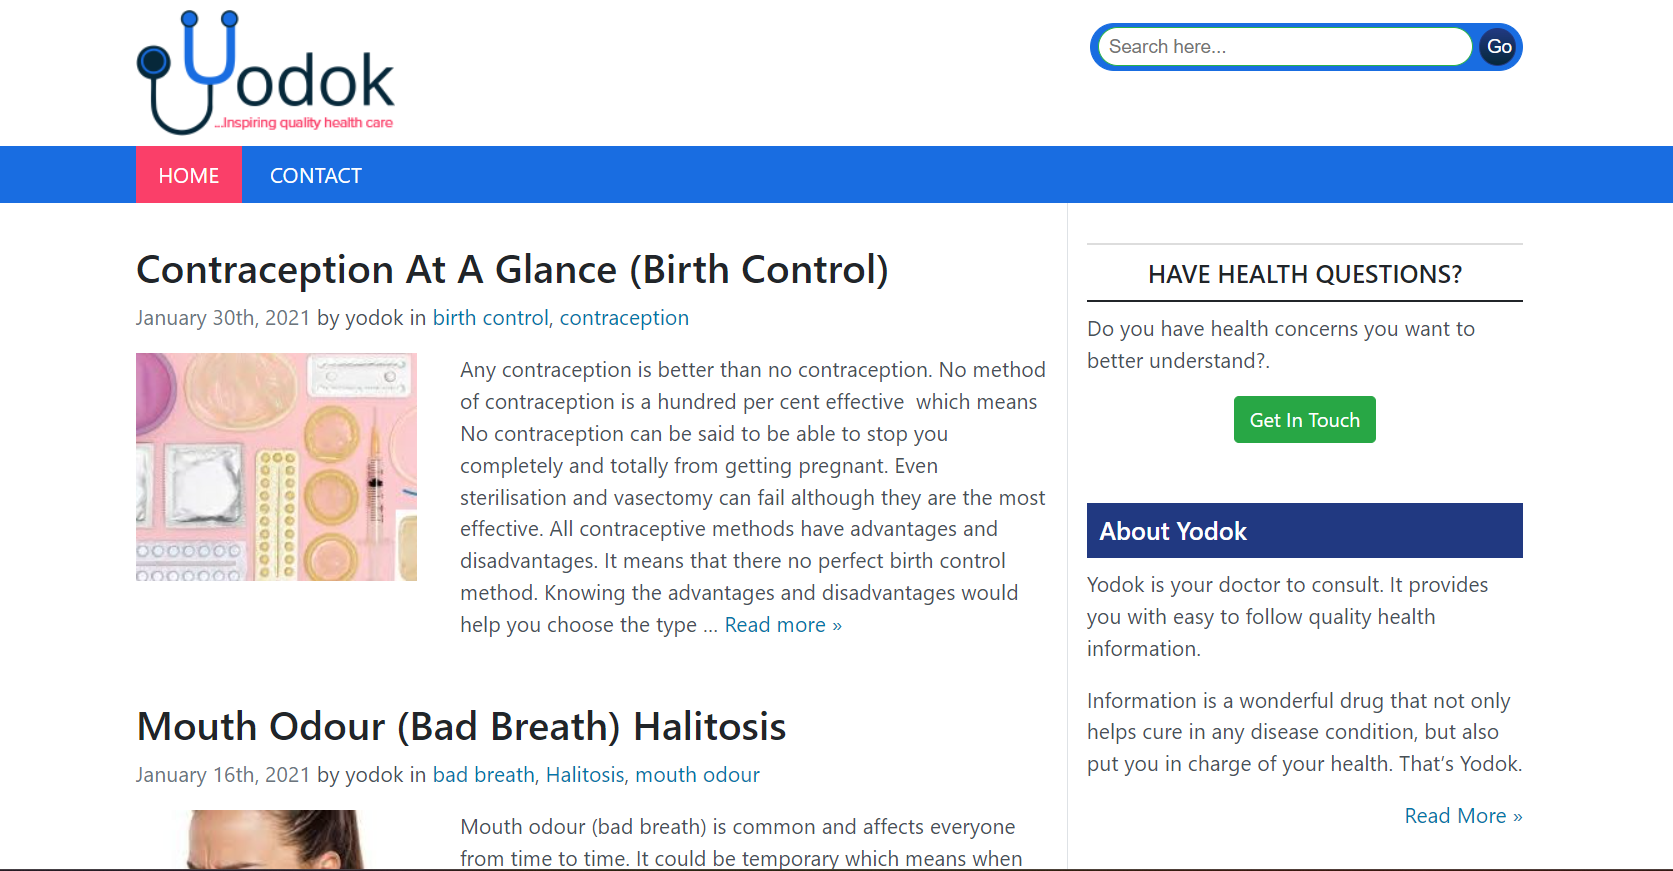 Yodok
...Inspiring quality health care
Search here...
Go
HOME
CONTACT
Contraception At A Glance (Birth Control)
January 30th, 2021 by yodok in birth control, contraception
Any contraception is better than no contraception. No method
of contraception is a hundred per cent effective  which means
No contraception can be said to be able to stop you
completely and totally from getting pregnant. Even
sterilisation and vasectomy can fail although they are the most
effective. All contraceptive methods have advantages and
disadvantages. It means that there no perfect birth control
method. Knowing the advantages and disadvantages would
help you choose the type ... Read more »
Mouth Odour (Bad Breath) Halitosis
January 16th, 2021 by yodok in bad breath, Halitosis, mouth odour
Mouth odour (bad breath) is common and affects everyone
from time to time. It could be temporary which means when
HAVE HEALTH QUESTIONS?
Do you have health concerns you want to
better understand?.
Get In Touch
About Yodok
Yodok is your doctor to consult. It provides
you with easy to follow quality health
information.
Information is a wonderful drug that not only
helps cure in any disease condition, but also
put you in charge of your health. That’s Yodok.
Read More »